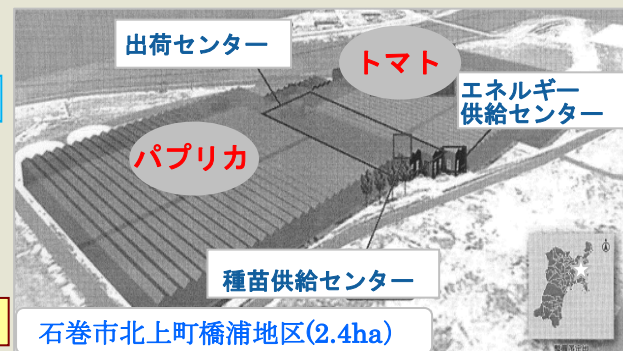 出荷センター
トマト
エネルギー
供給センター
パプリカ
種苗供給センター
石巻市北上町橋浦地区(2.4ha)